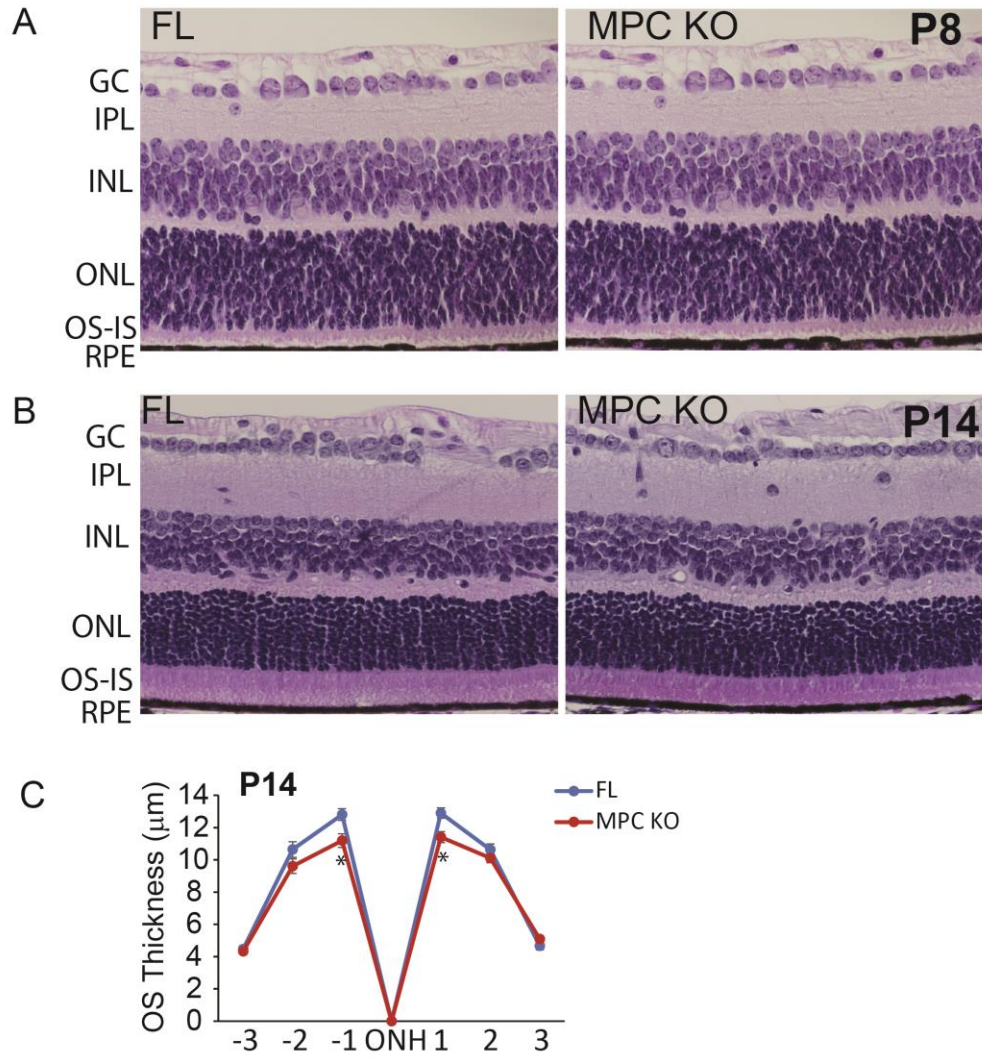 A
FL
MPC KO
P8
GC
IPL
INL
ONL
OS-IS
RPE
B
FL
MPC KO
P14
GC
IPL
INL
ONL
OS-IS
RPE
C
P14
FL
MPC KO
OS Thickness (μm)
14
12
10
8
6
4
2
0
* *
-3 -2 -1 ONH 1 2 3